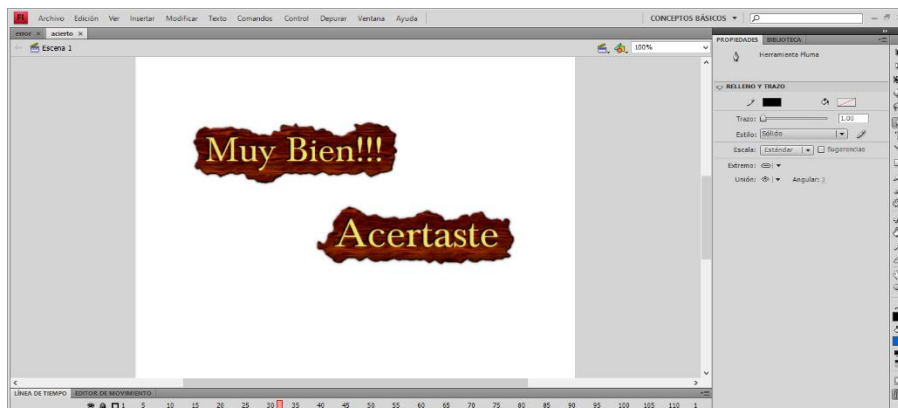 FL Archivo Edición Ver Insertar Modificar Texto Comandos Control Depurar Ventana Ayuda CONCEPTOS BÁSICOS
error × acierto ×
PROPIEDADES BIBLIOTECA
Escena 1 100%
Herramienta Pluma
RELLENO Y TRAZO
Trazo: 1.00
Estilo: Sólido
Escala: Estándar Sugerencias
Extremo:
Unión: Angular: 3
Muy Bien!!!
Acertaste
LÍNEA DE TIEMPO EDITOR DE MOVIMIENTO
1 5 10 15 20 25 30 35 40 45 50 55 60 65 70 75 80 85 90 95 100 105 110 1